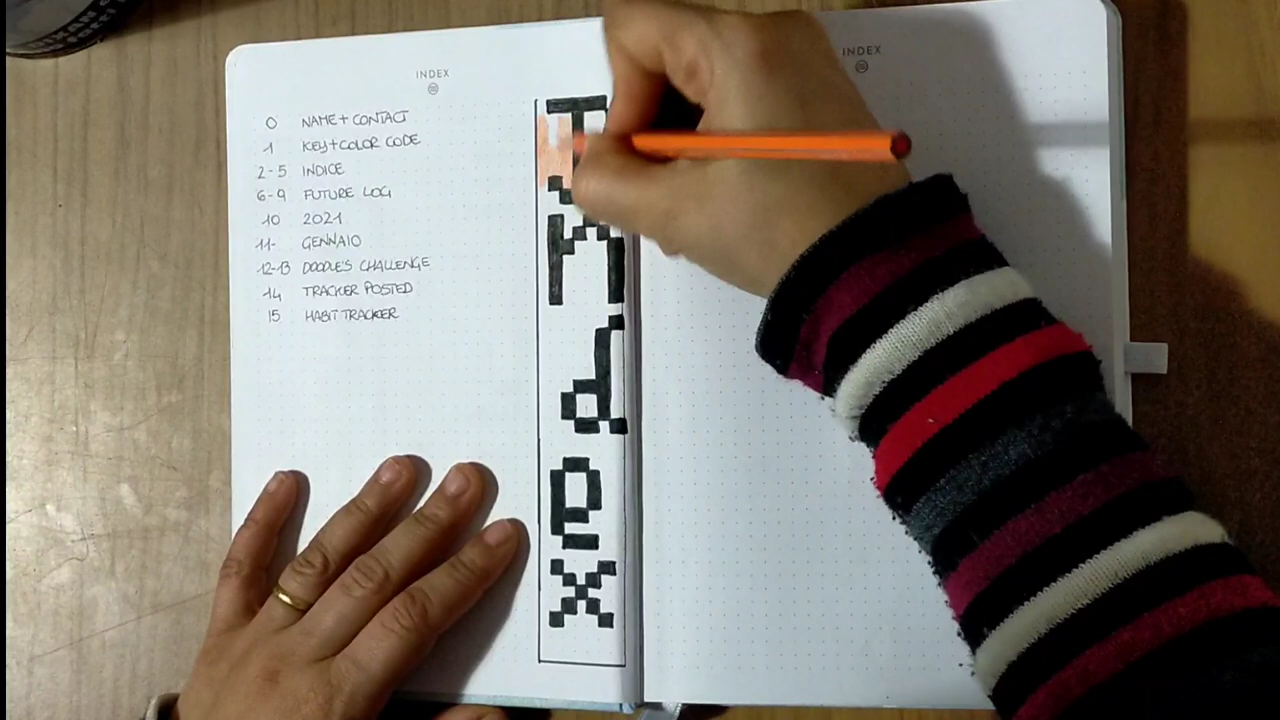 INDEX
0 NAME + CONTACT
1 KEY + COLOR CODE
2-5 INDICE
6-9 FUTURE LOG
10 2021
11- GENNAIO
12-13 DOODLE'S CHALLENGE
14 TRACKER POSTED
15 HABIT TRACKER
Index
INDEX